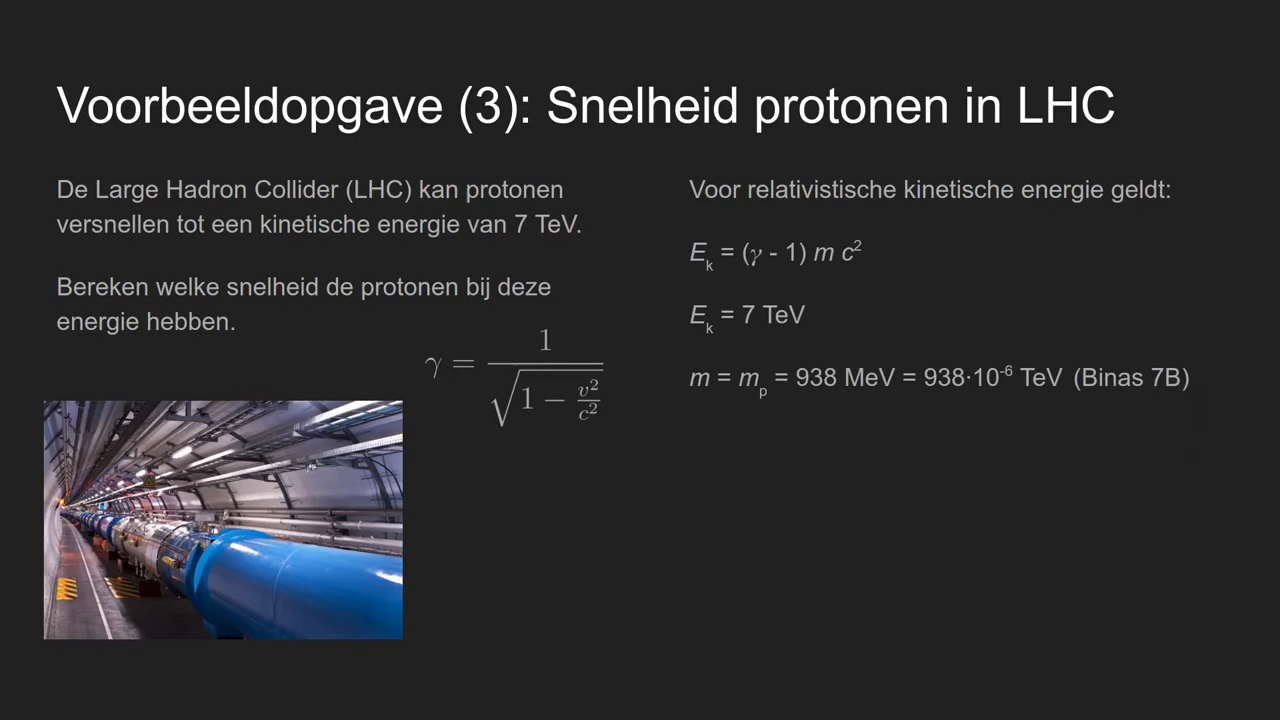 Voorbeeldopgave (3): Snelheid protonen in LHC
De Large Hadron Collider (LHC) kan protonen
versnellen tot een kinetische energie van 7 TeV.
Bereken welke snelheid de protonen bij deze
energie hebben.
γ = 1 / √(1 − v²/c²)
Voor relativistische kinetische energie geldt:
Eₖ = (γ - 1) m c²
Eₖ = 7 TeV
m = mₚ = 938 MeV = 938·10⁻⁶ TeV (Binas 7B)